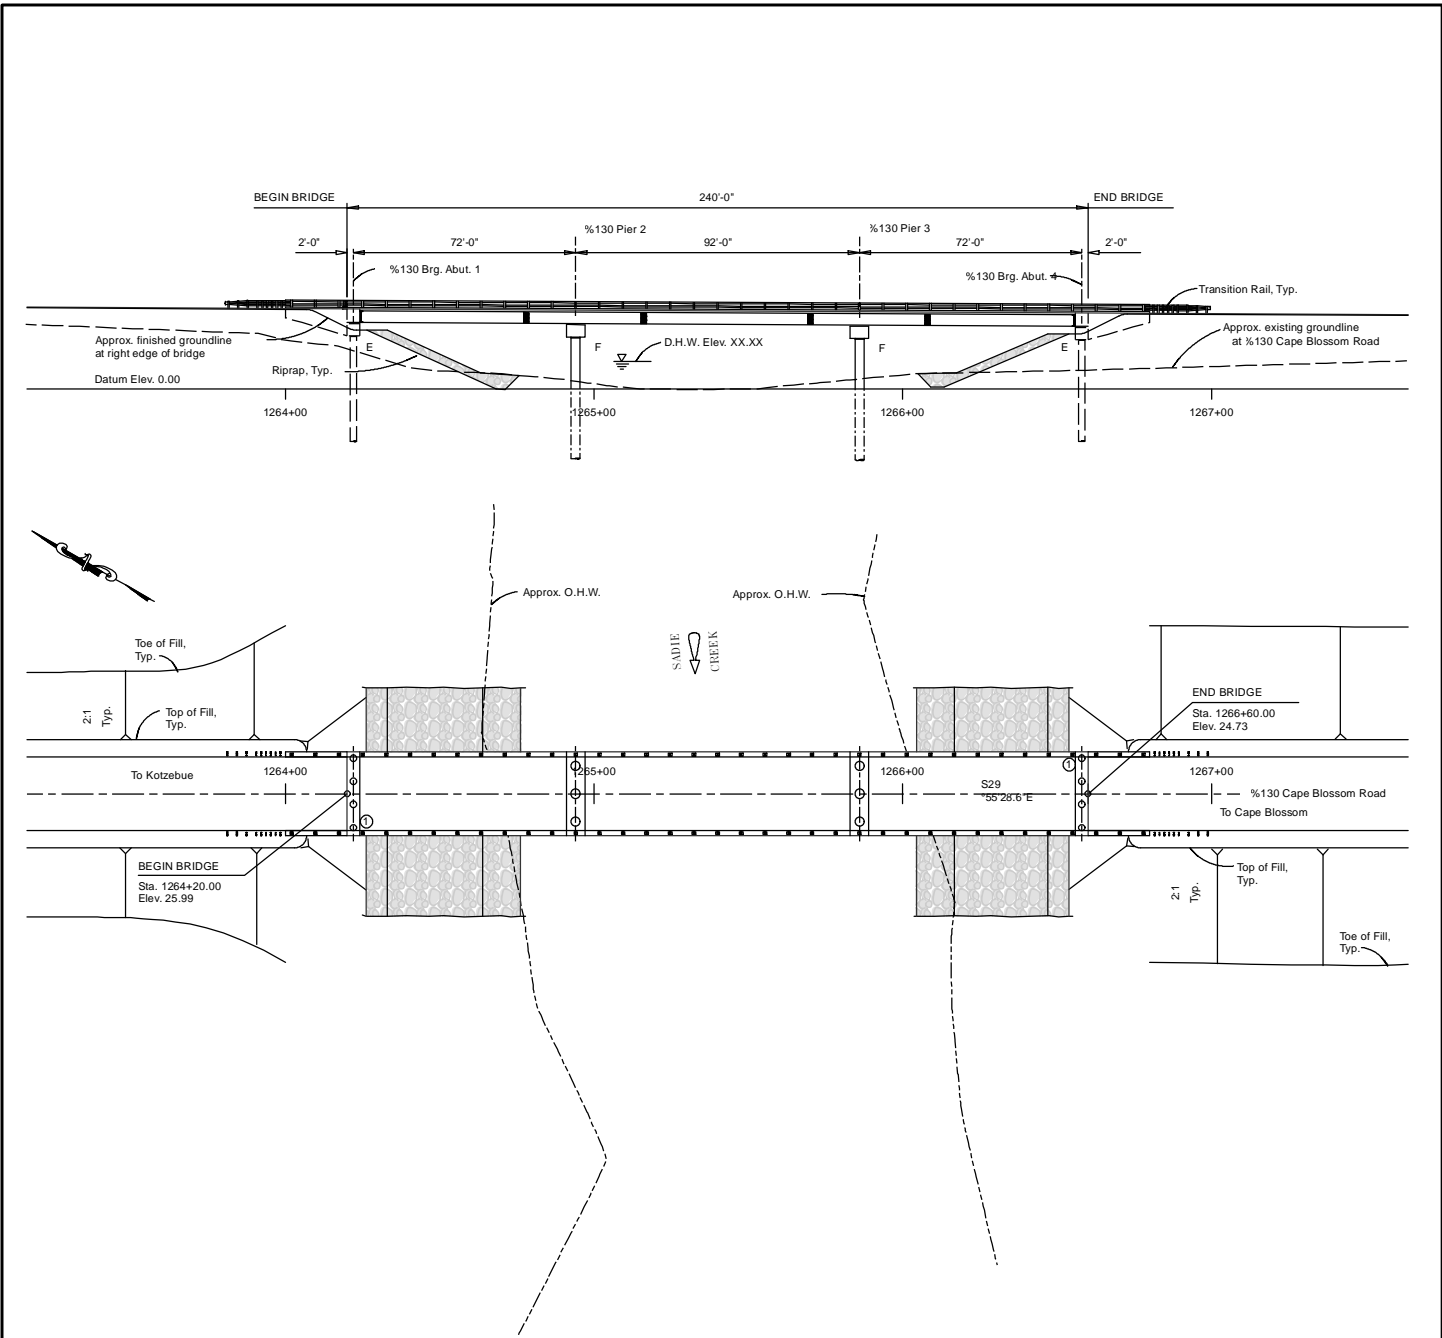 BEGIN BRIDGE
240'-0"
END BRIDGE
%130 Pier 2
%130 Pier 3
2'-0"
72'-0"
92'-0"
72'-0"
2'-0"
%130 Brg. Abut. 1
%130 Brg. Abut. 4
Transition Rail, Typ.
Approx. finished groundline
at right edge of bridge
E
F
D.H.W. Elev. XX.XX
F
E
Approx. existing groundline
at %130 Cape Blossom Road
Riprap, Typ.
Datum Elev. 0.00
1264+00
1265+00
1266+00
1267+00
Approx. O.H.W.
Approx. O.H.W.
SADIE
CREEK
Toe of Fill,
Typ.
2:1
Typ.
Top of Fill,
Typ.
END BRIDGE
Sta. 1266+60.00
Elev. 24.73
To Kotzebue
1264+00
1265+00
1266+00
1
1267+00
S29
°55'28.6"E
%130 Cape Blossom Road
To Cape Blossom
1
BEGIN BRIDGE
Sta. 1264+20.00
Elev. 25.99
Top of Fill,
Typ.
2:1
Typ.
Toe of Fill,
Typ.